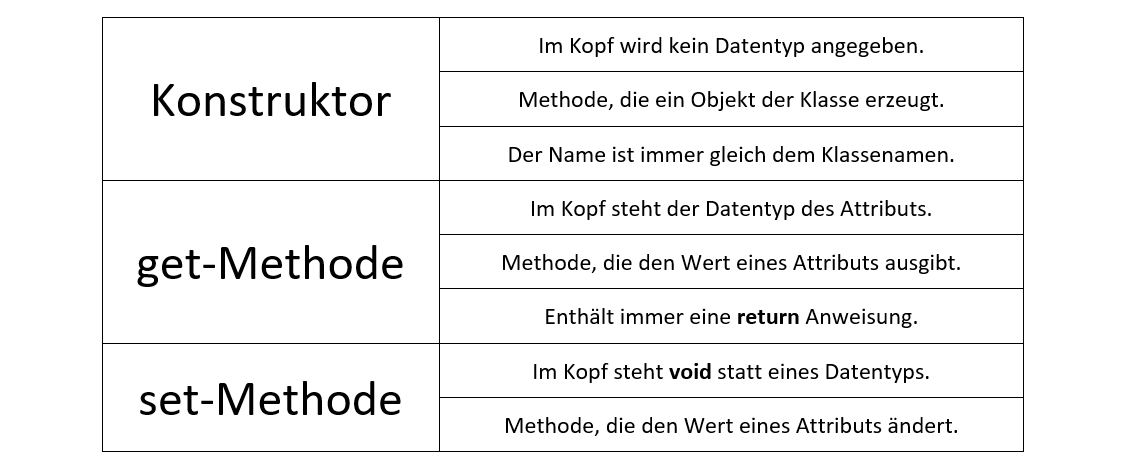 Konstruktor
Im Kopf wird kein Datentyp angegeben.
Methode, die ein Objekt der Klasse erzeugt.
Der Name ist immer gleich dem Klassenamen.
get-Methode
Im Kopf steht der Datentyp des Attributs.
Methode, die den Wert eines Attributs ausgibt.
Enthält immer eine return Anweisung.
set-Methode
Im Kopf steht void statt eines Datentyps.
Methode, die den Wert eines Attributs ändert.